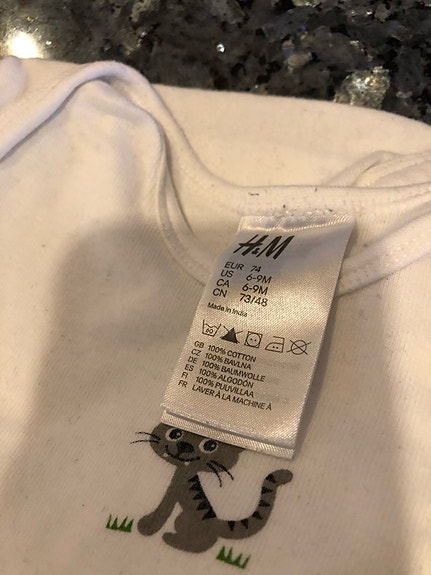 H&M
EUR 74
US 6-9M
CA 6-9M
CN 73/48
Made in India
60
GB 100% COTTON
CZ 100% BAVLNA
DE 100% BAUMWOLLE
ES 100% ALGODÓN
FI 100% PUUVILLAA
FR LAVER À LA MACHINE À